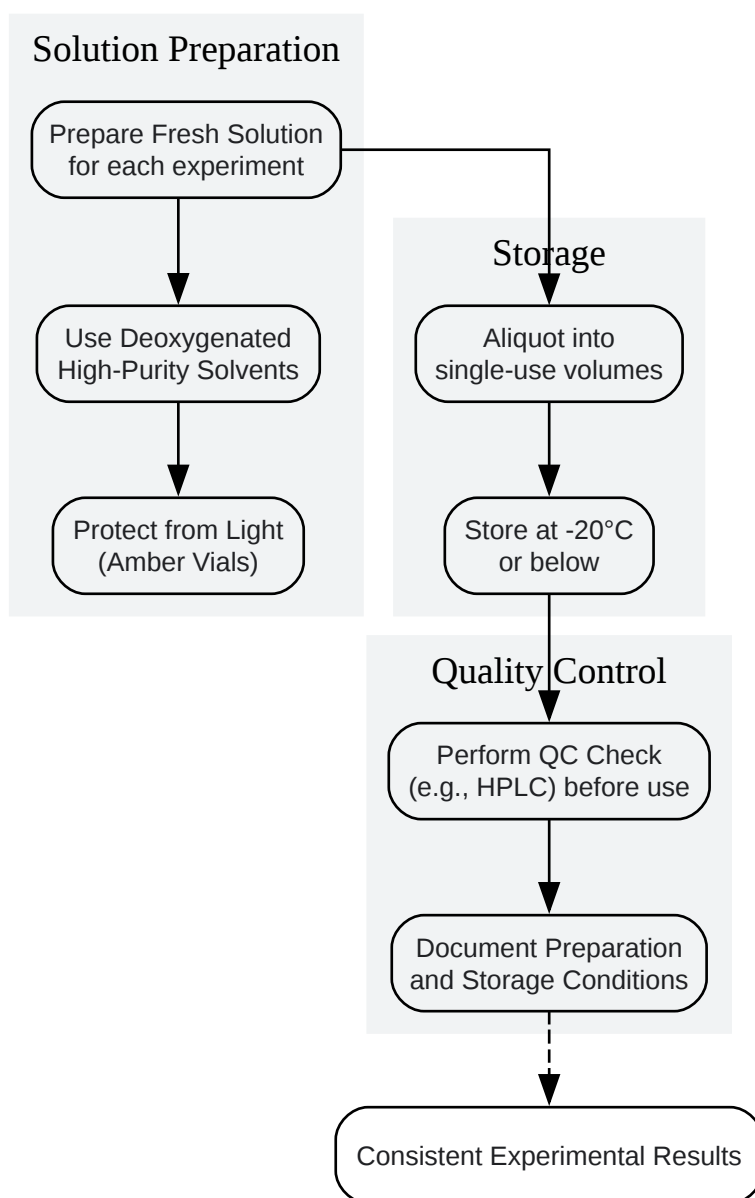 Solution Preparation
Prepare Fresh Solution
for each experiment
Use Deoxygenated
High-Purity Solvents
Protect from Light
(Amber Vials)
Storage
Aliquot into
single-use volumes
Store at -20°C
or below
Quality Control
Perform QC Check
(e.g., HPLC) before use
Document Preparation
and Storage Conditions
Consistent Experimental Results